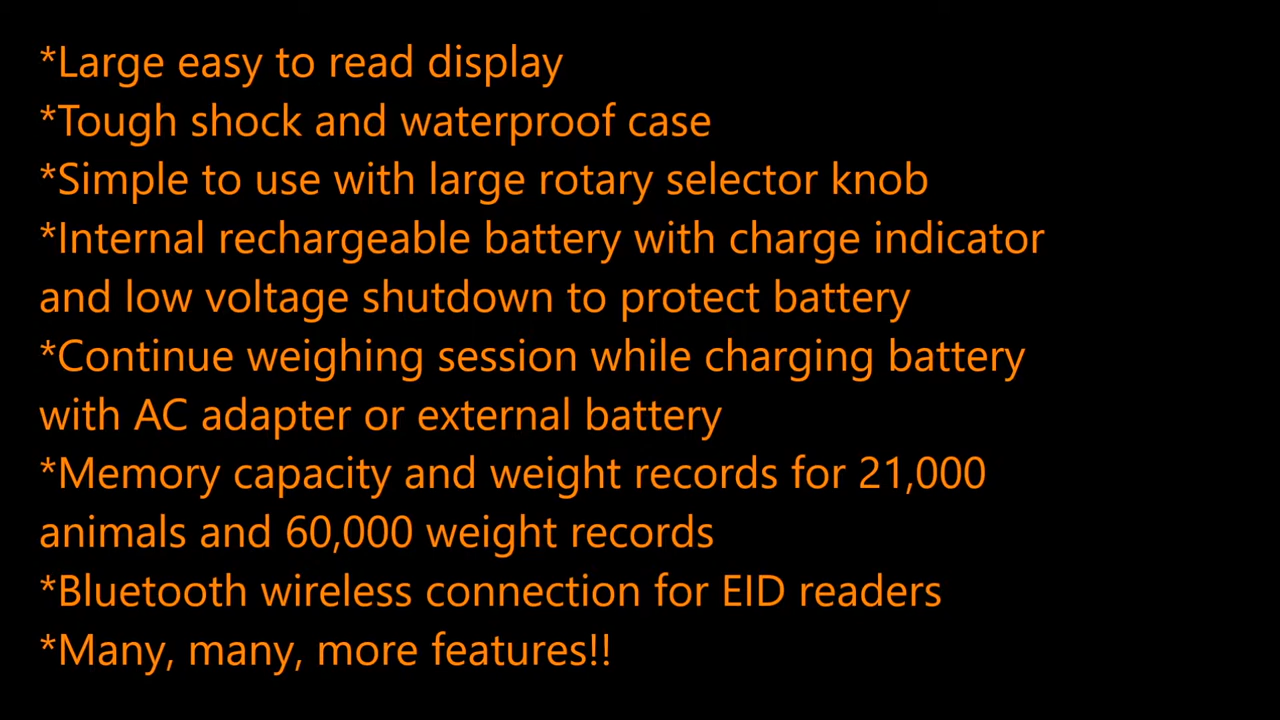 *Large easy to read display
*Tough shock and waterproof case
*Simple to use with large rotary selector knob
*Internal rechargeable battery with charge indicator
and low voltage shutdown to protect battery
*Continue weighing session while charging battery
with AC adapter or external battery
*Memory capacity and weight records for 21,000
animals and 60,000 weight records
*Bluetooth wireless connection for EID readers
*Many, many, more features!!